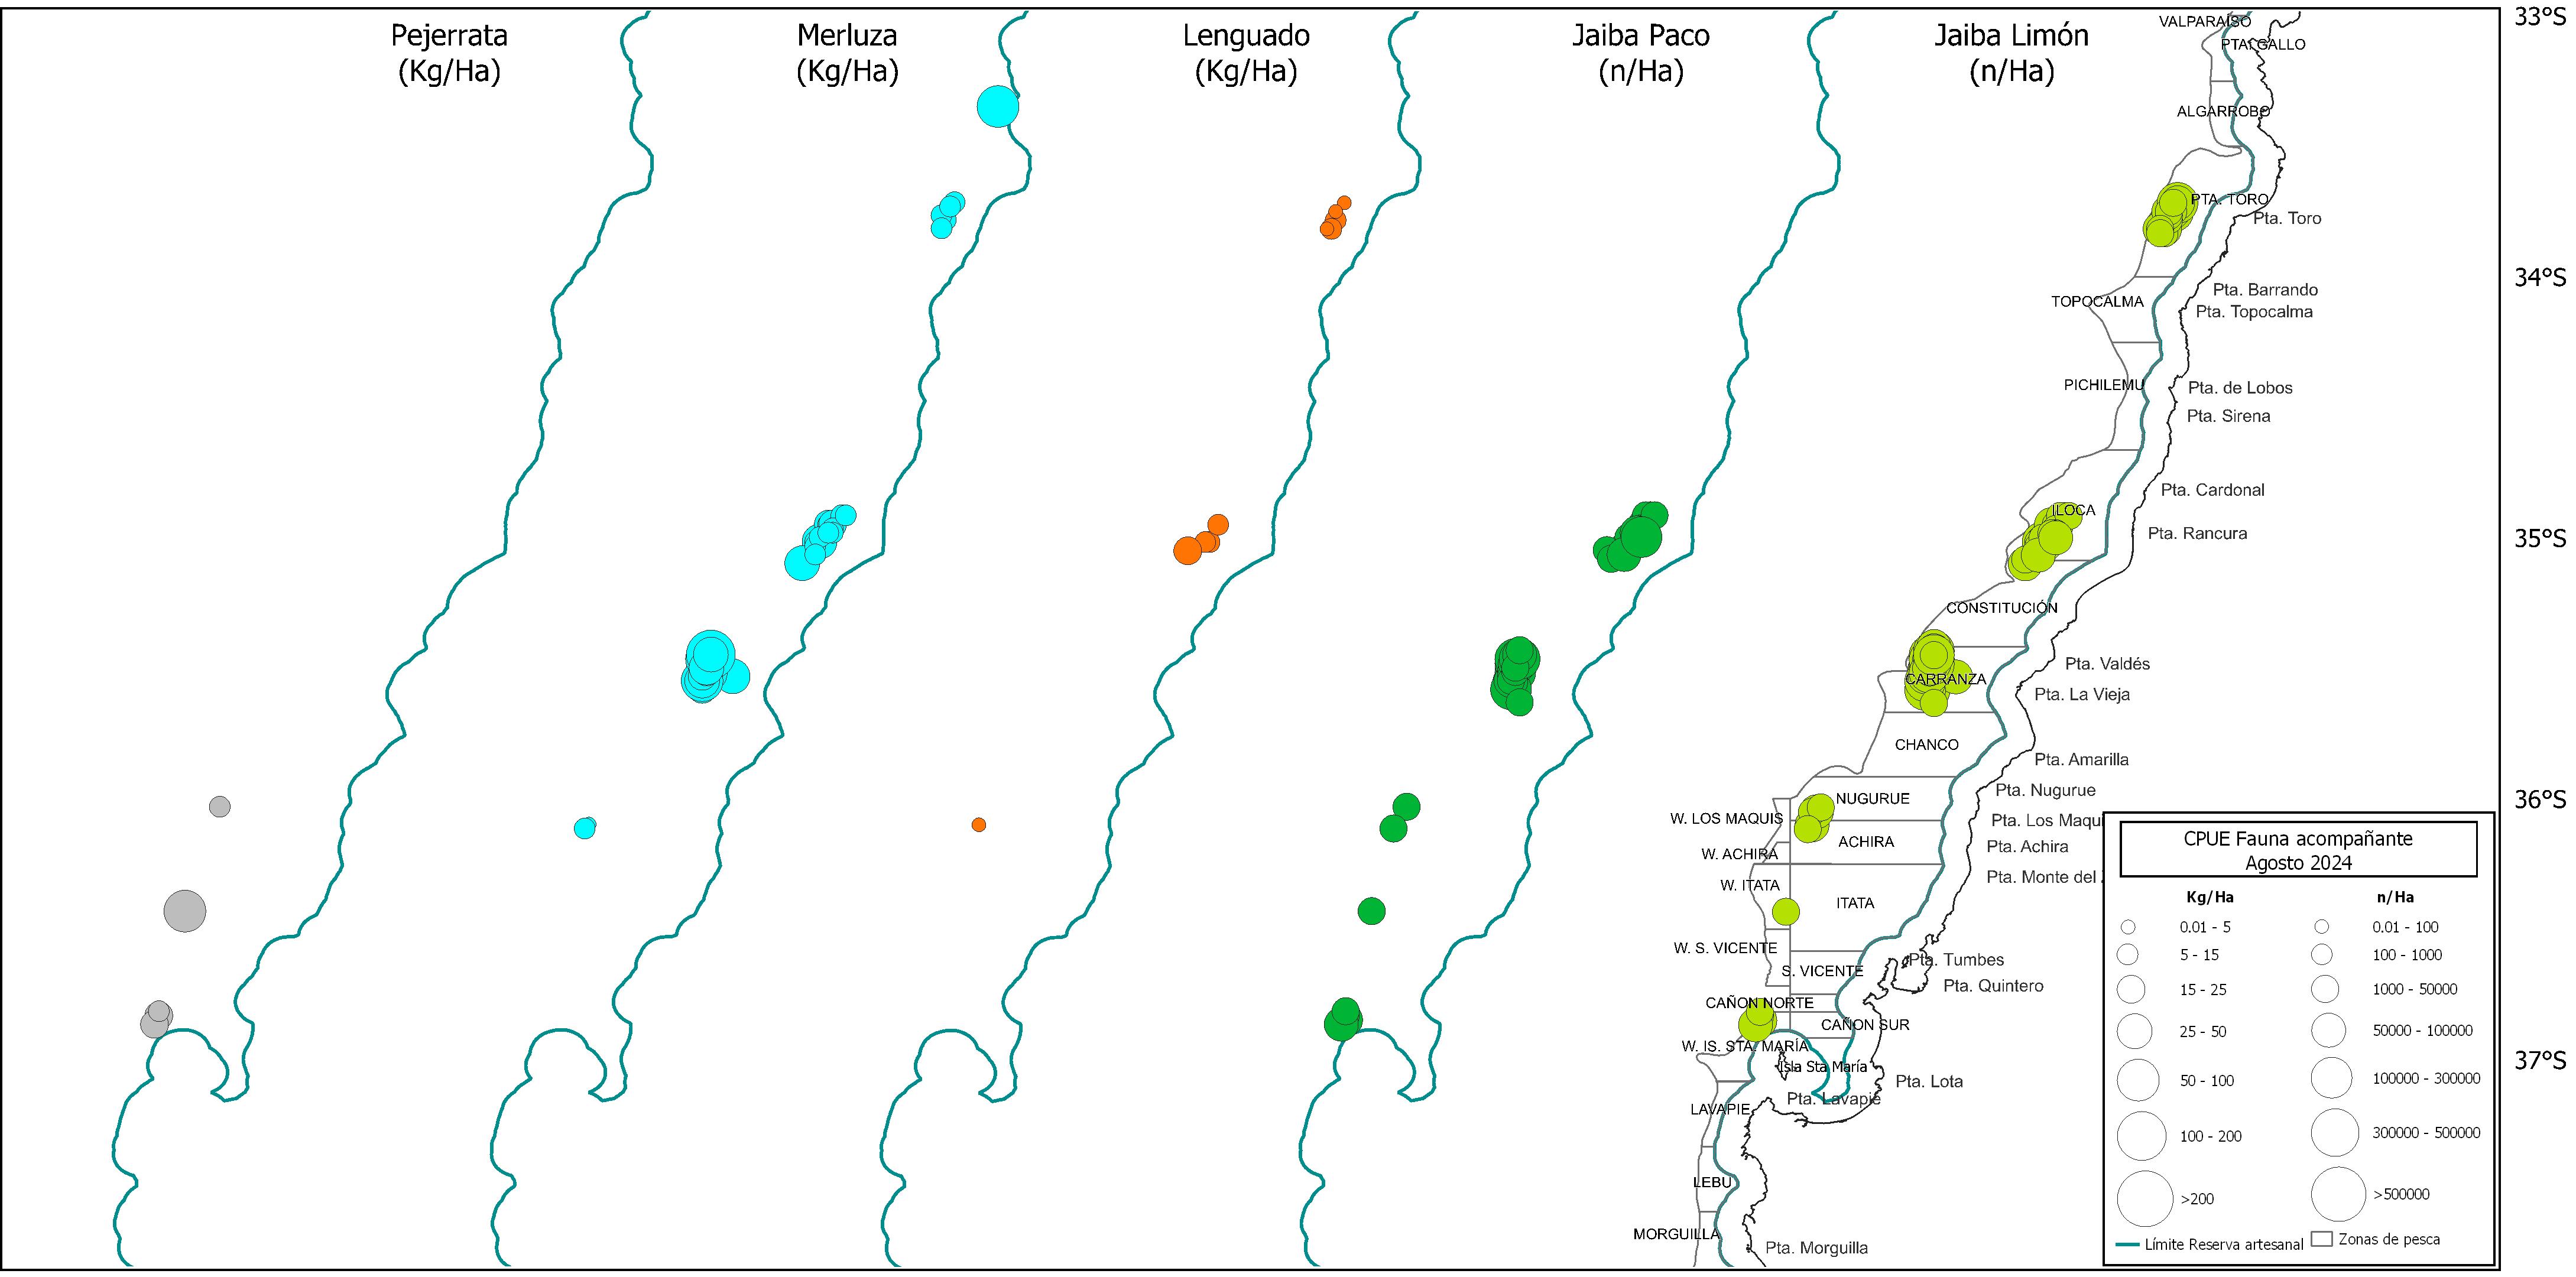 Pejerrata
(Kg/Ha)
Merluza
(Kg/Ha)
Lenguado
(Kg/Ha)
Jaiba Paco
(n/Ha)
Jaiba Limón
(n/Ha)
33°S
34°S
35°S
36°S
37°S
VALPARAÍSO
PTA. GALLO
ALGARROBO
PTA. TORO
Pta. Toro
Pta. Barrando
TOPOCALMA
Pta. Topocalma
PICHILEMU
Pta. de Lobos
Pta. Sirena
Pta. Cardonal
ILOCA
Pta. Rancura
CONSTITUCIÓN
Pta. Valdés
CARRANZA
Pta. La Vieja
CHANCO
Pta. Amarilla
Pta. Nugurue
NUGURUE
W. LOS MAQUIS
Pta. Los Maqu
ACHIRA
Pta. Achira
W. ACHIRA
Pta. Monte del
W. ITATA
ITATA
W. S. VICENTE
Pta. Tumbes
S. VICENTE
Pta. Quintero
CAÑON NORTE
CAÑON SUR
W. IS. STA. MARÍA
Isla Sta María
Pta. Lota
Pta. Lavapié
LAVAPIE
LEBU
MORGUILLA
Pta. Morguilla
CPUE Fauna acompañante
Agosto 2024
Kg/Ha
0.01 - 5
5 - 15
15 - 25
25 - 50
50 - 100
100 - 200
>200
n/Ha
0.01 - 100
100 - 1000
1000 - 50000
50000 - 100000
100000 - 300000
300000 - 500000
>500000
Límite Reserva artesanal
Zonas de pesca